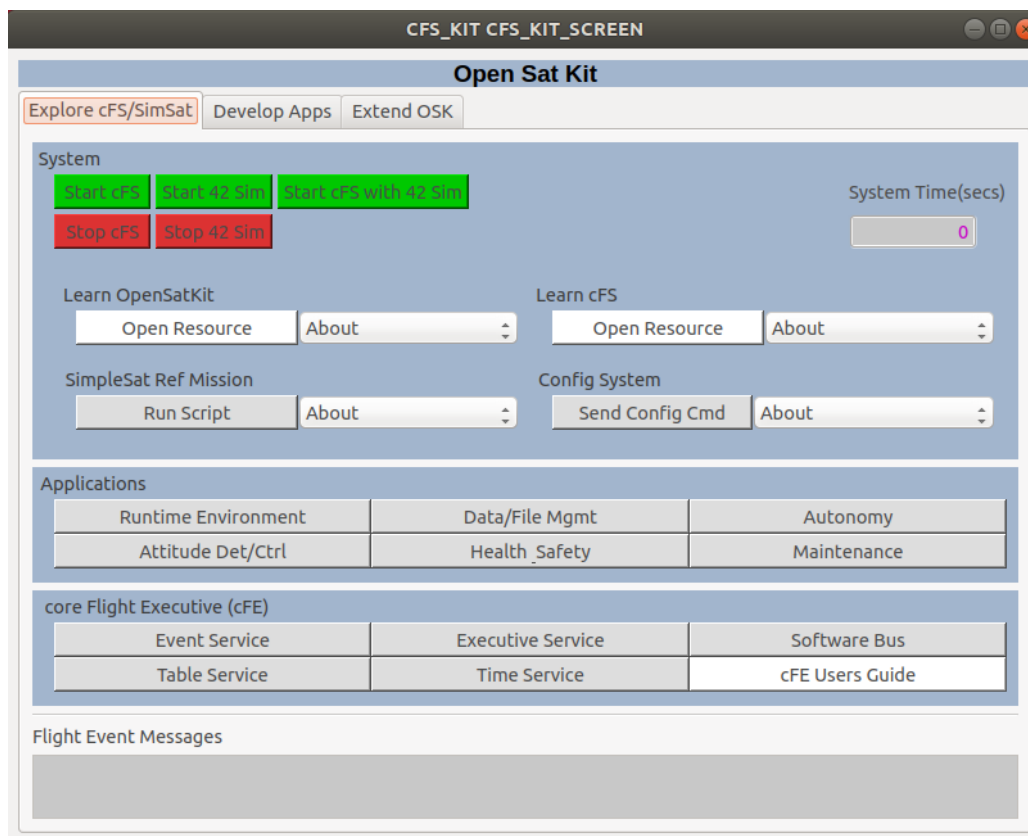 CFS_KIT CFS_KIT_SCREEN
Open Sat Kit
Explore cFS/SimSat Develop Apps Extend OSK
System
Start cFS Start 42 Sim Start cFS with 42 Sim System Time(secs)
Stop cFS Stop 42 Sim 0
Learn OpenSatKit Learn cFS
Open Resource About Open Resource About
SimpleSat Ref Mission Config System
Run Script About Send Config Cmd About
Applications
Runtime Environment Data/File Mgmt Autonomy
Attitude Det/Ctrl Health_Safety Maintenance
core Flight Executive (cFE)
Event Service Executive Service Software Bus
Table Service Time Service cFE Users Guide
Flight Event Messages